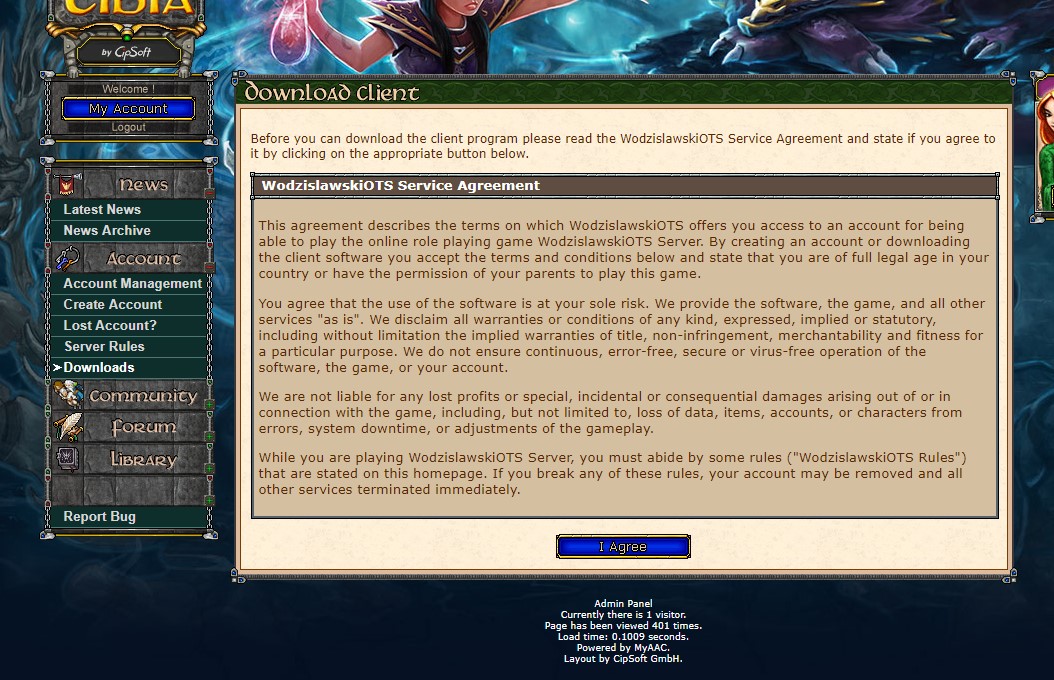 TIBIA
by CipSoft
Welcome !
My Account
Logout
News
Latest News
News Archive
Account
Account Management
Create Account
Lost Account?
Server Rules
Downloads
Community
Forum
Library
Report Bug
Download Client
Before you can download the client program please read the WodzislawskiOTS Service Agreement and state if you agree to
it by clicking on the appropriate button below.
WodzislawskiOTS Service Agreement
This agreement describes the terms on which WodzislawskiOTS offers you access to an account for being
able to play the online role playing game WodzislawskiOTS Server. By creating an account or downloading
the client software you accept the terms and conditions below and state that you are of full legal age in your
country or have the permission of your parents to play this game.
You agree that the use of the software is at your sole risk. We provide the software, the game, and all other
services "as is". We disclaim all warranties or conditions of any kind, expressed, implied or statutory,
including without limitation the implied warranties of title, non-infringement, merchantability and fitness for
a particular purpose. We do not ensure continuous, error-free, secure or virus-free operation of the
software, the game, or your account.
We are not liable for any lost profits or special, incidental or consequential damages arising out of or in
connection with the game, including, but not limited to, loss of data, items, accounts, or characters from
errors, system downtime, or adjustments of the gameplay.
While you are playing WodzislawskiOTS Server, you must abide by some rules ("WodzislawskiOTS Rules")
that are stated on this homepage. If you break any of these rules, your account may be removed and all
other services terminated immediately.
I Agree
Admin Panel
Currently there is 1 visitor.
Page has been viewed 401 times.
Load time: 0.1009 seconds.
Powered by MyAAC.
Layout by CipSoft GmbH.